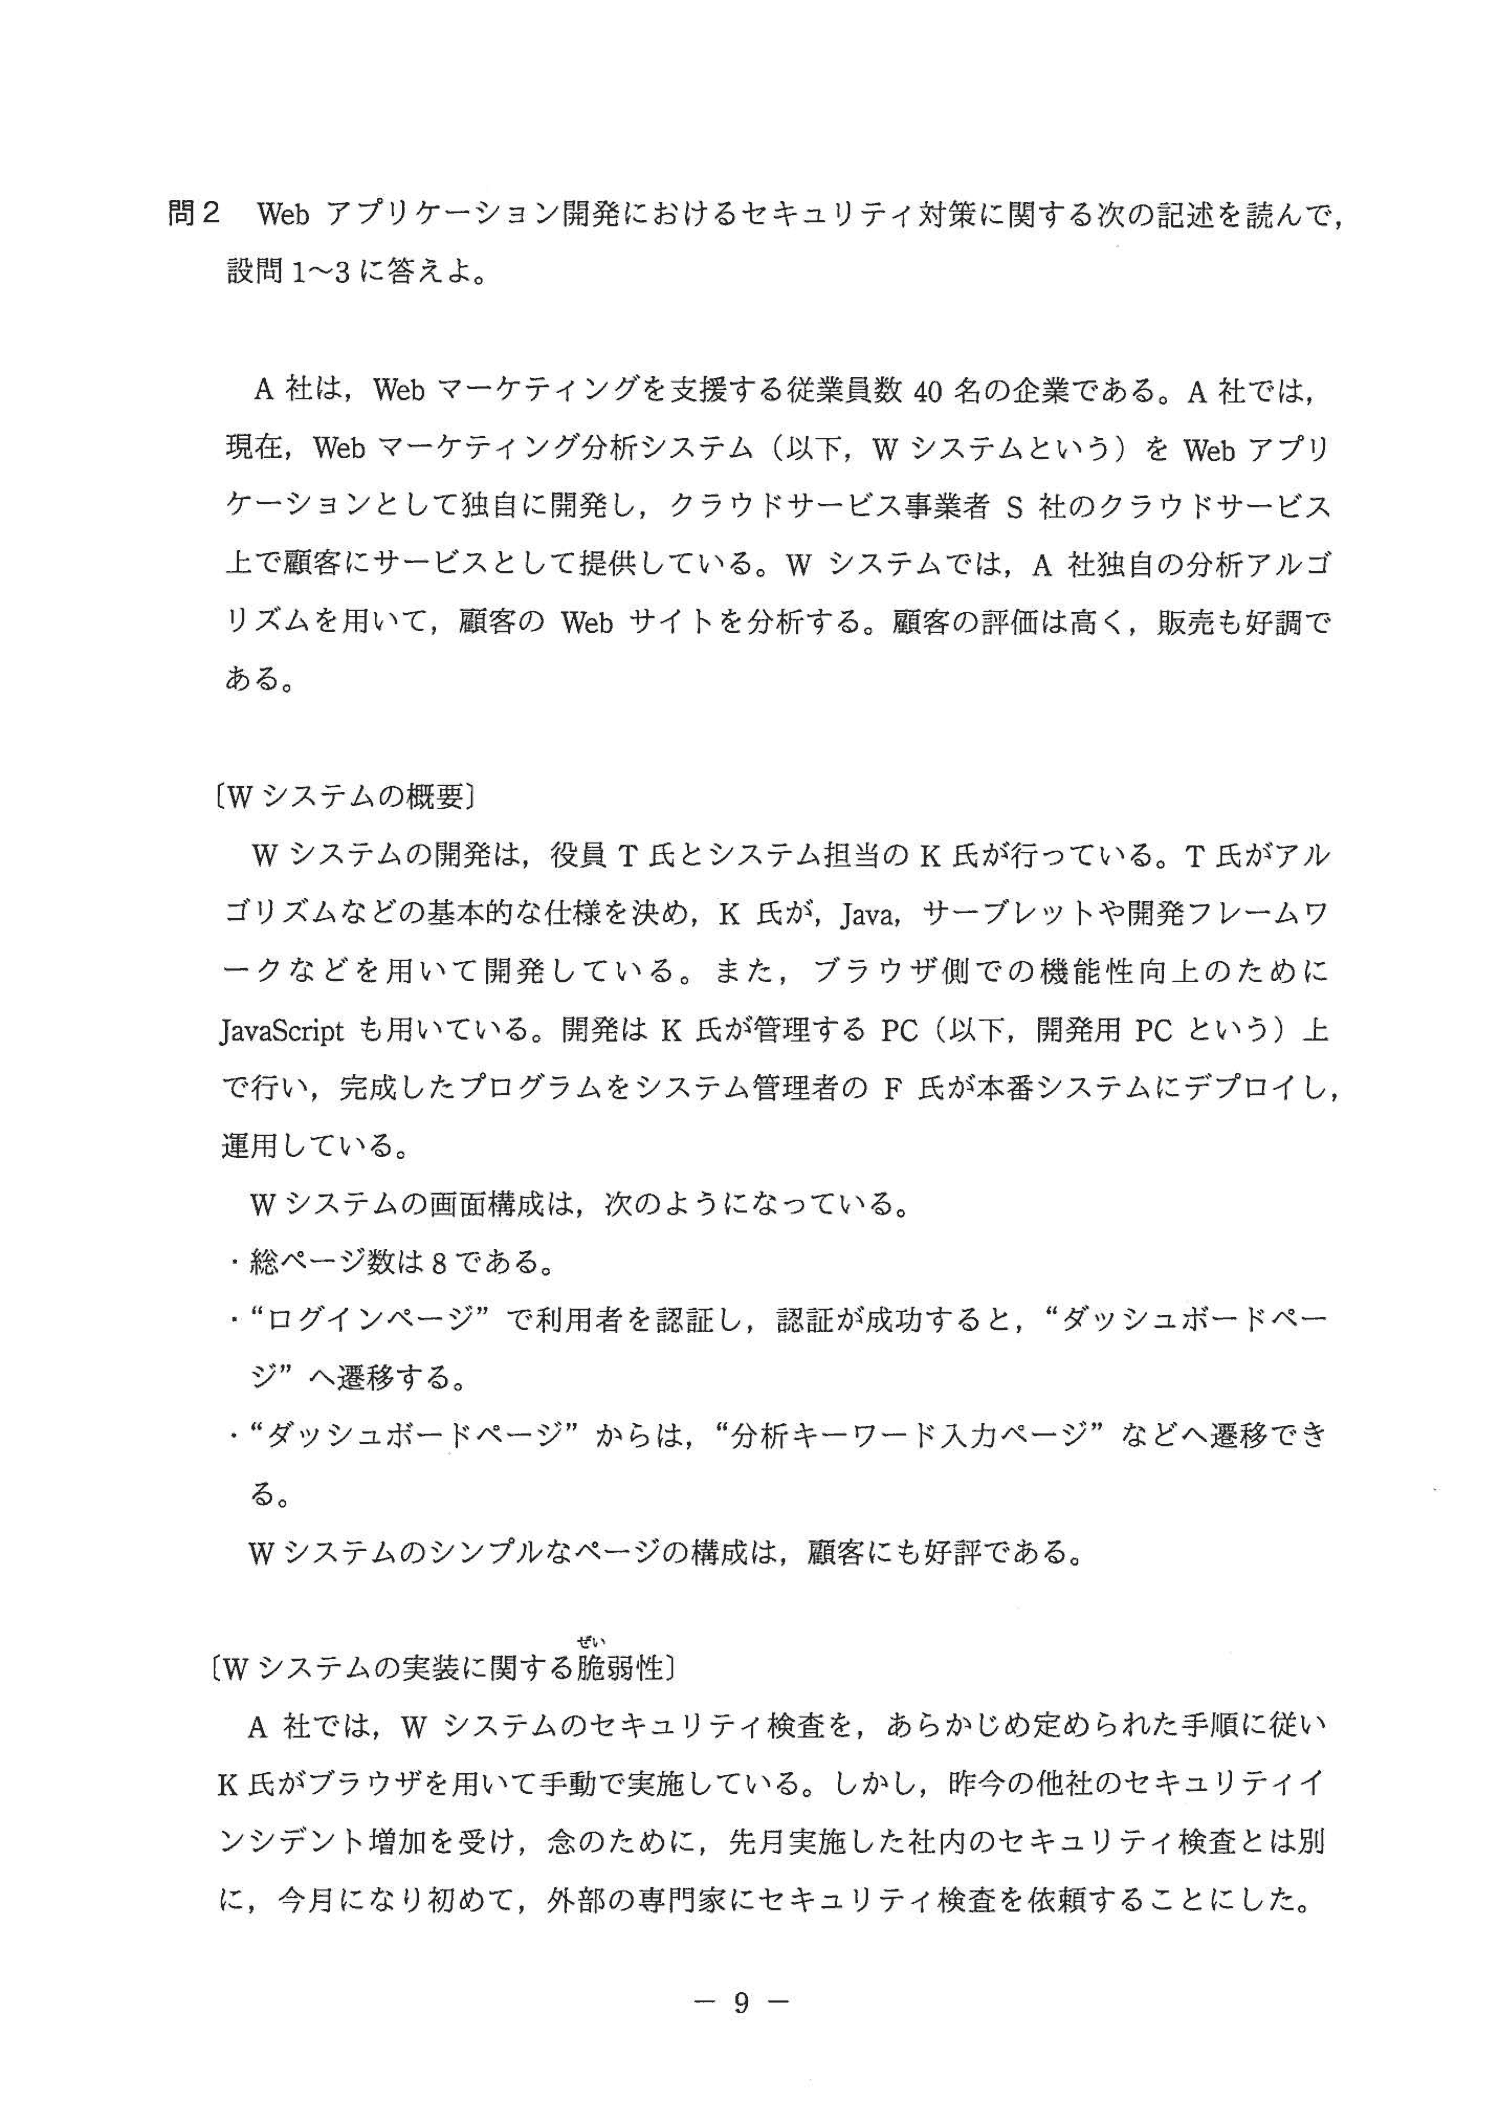 問2　Web アプリケーション開発におけるセキュリティ対策に関する次の記述を読んで，
設問 1～3 に答えよ。
A 社は，Web マーケティングを支援する従業員数 40 名の企業である。A 社では，
現在，Web マーケティング分析システム（以下，W システムという）を Web アプリ
ケーションとして独自に開発し，クラウドサービス事業者 S 社のクラウドサービス
上で顧客にサービスとして提供している。W システムでは，A 社独自の分析アルゴ
リズムを用いて，顧客の Web サイトを分析する。顧客の評価は高く，販売も好調で
ある。
〔W システムの概要〕
W システムの開発は，役員 T 氏とシステム担当の K 氏が行っている。T 氏がアル
ゴリズムなどの基本的な仕様を決め，K 氏が，Java，サーブレットや開発フレームワ
ークなどを用いて開発している。また，ブラウザ側での機能性向上のために
JavaScript も用いている。開発は K 氏が管理する PC（以下，開発用 PC という）上
で行い，完成したプログラムをシステム管理者の F 氏が本番システムにデプロイし，
運用している。
W システムの画面構成は，次のようになっている。
・総ページ数は 8 である。
・“ログインページ” で利用者を認証し，認証が成功すると，“ダッシュボードペー
ジ” へ遷移する。
・“ダッシュボードページ” からは，“分析キーワード入力ページ” などへ遷移でき
る。
W システムのシンプルなページの構成は，顧客にも好評である。
ぜい
〔W システムの実装に関する脆弱性〕
A 社では，W システムのセキュリティ検査を，あらかじめ定められた手順に従い
K 氏がブラウザを用いて手動で実施している。しかし，昨今の他社のセキュリティイ
ンシデント増加を受け，念のために，先月実施した社内のセキュリティ検査とは別
に，今月になり初めて，外部の専門家にセキュリティ検査を依頼することにした。
－ 9 －